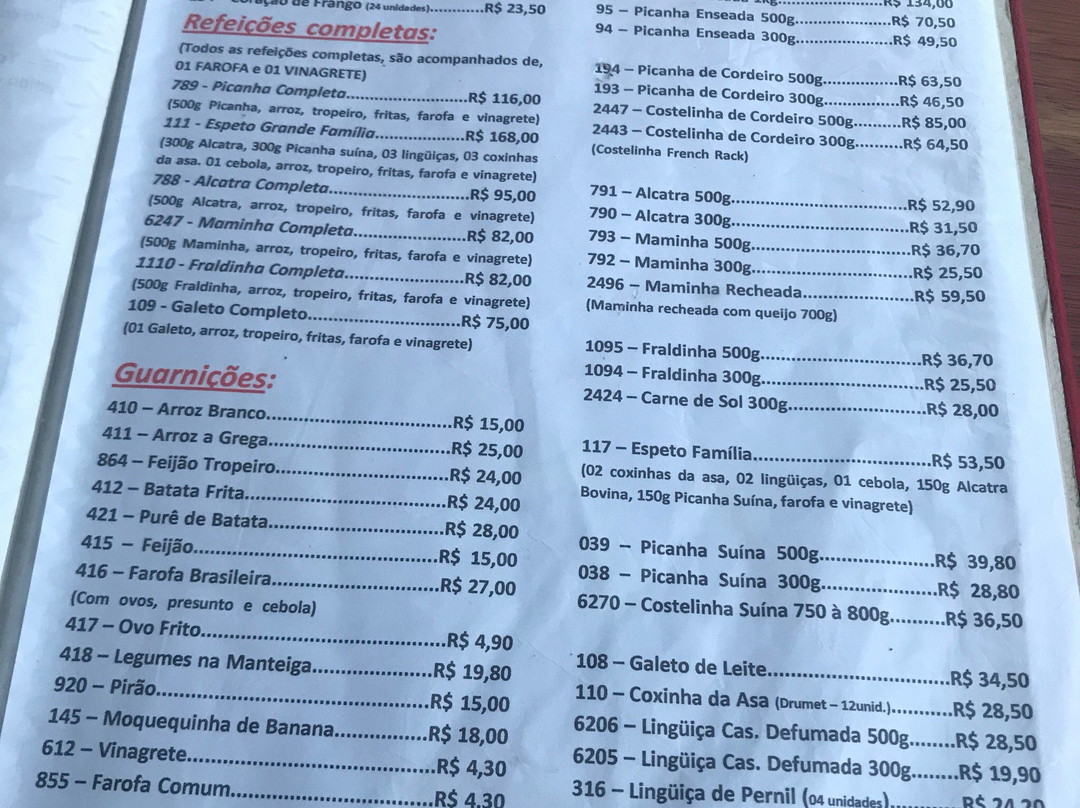 de Frango (24 unidades)..........R$ 23,50
Refeições completas:
(Todos as refeições completas, são acompanhados de,
01 FAROFA e 01 VINAGRETE)
789 - Picanha Completa........................R$ 116,00
(500g Picanha, arroz, tropeiro, fritas, farofa e vinagrete)
111 - Espeto Grande Família..................R$ 168,00
(300g Alcatra, 300g Picanha suína, 03 lingüiças, 03 coxinhas
da asa. 01 cebola, arroz, tropeiro, fritas, farofa e vinagrete)
788 - Alcatra Completa...........................R$ 95,00
(500g Alcatra, arroz, tropeiro, fritas, farofa e vinagrete)
6247 - Maminha Completa......................R$ 82,00
(500g Maminha, arroz, tropeiro, fritas, farofa e vinagrete)
1110 - Fraldinha Completa.......................R$ 82,00
(500g Fraldinha, arroz, tropeiro, fritas, farofa e vinagrete)
109 - Galeto Completo.............................R$ 75,00
(01 Galeto, arroz, tropeiro, fritas, farofa e vinagrete)
Guarnições:
410 – Arroz Branco...................................R$ 15,00
411 – Arroz a Grega..................................R$ 25,00
864 – Feijão Tropeiro................................R$ 24,00
412 – Batata Frita.....................................R$ 24,00
421 – Purê de Batata.................................R$ 28,00
415 – Feijão..............................................R$ 15,00
416 – Farofa Brasileira...............................R$ 27,00
(Com ovos, presunto e cebola)
417 – Ovo Frito...........................................R$ 4,90
418 – Legumes na Manteiga......................R$ 19,80
920 – Pirão.................................................R$ 15,00
145 – Moquequinha de Banana.................R$ 18,00
612 – Vinagrete............................................R$ 4,30
855 – Farofa Comum....................................R$ 4,30
R$ 134,00
95 – Picanha Enseada 500g.................R$ 70,50
94 – Picanha Enseada 300g.................R$ 49,50
194 – Picanha de Cordeiro 500g.............R$ 63,50
193 – Picanha de Cordeiro 300g.............R$ 46,50
2447 – Costelinha de Cordeiro 500g.........R$ 85,00
2443 – Costelinha de Cordeiro 300g.........R$ 64,50
(Costelinha French Rack)
791 – Alcatra 500g..................................R$ 52,90
790 – Alcatra 300g..................................R$ 31,50
793 – Maminha 500g..............................R$ 36,70
792 – Maminha 300g..............................R$ 25,50
2496 – Maminha Recheada.....................R$ 59,50
(Maminha recheada com queijo 700g)
1095 – Fraldinha 500g..............................R$ 36,70
1094 – Fraldinha 300g..............................R$ 25,50
2424 – Carne de Sol 300g.........................R$ 28,00
117 – Espeto Família..................................R$ 53,50
(02 coxinhas da asa, 02 lingüiças, 01 cebola, 150g Alcatra
Bovina, 150g Picanha Suína, farofa e vinagrete)
039 – Picanha Suína 500g.....................R$ 39,80
038 – Picanha Suína 300g.....................R$ 28,80
6270 – Costelinha Suína 750 à 800g..........R$ 36,50
108 – Galeto de Leite..................................R$ 34,50
110 – Coxinha da Asa (Drumet – 12unid.)...........R$ 28,50
6206 – Lingüiça Cas. Defumada 500g........R$ 28,50
6205 – Lingüiça Cas. Defumada 300g........R$ 19,90
316 – Lingüiça de Pernil (04 unidades).............R$